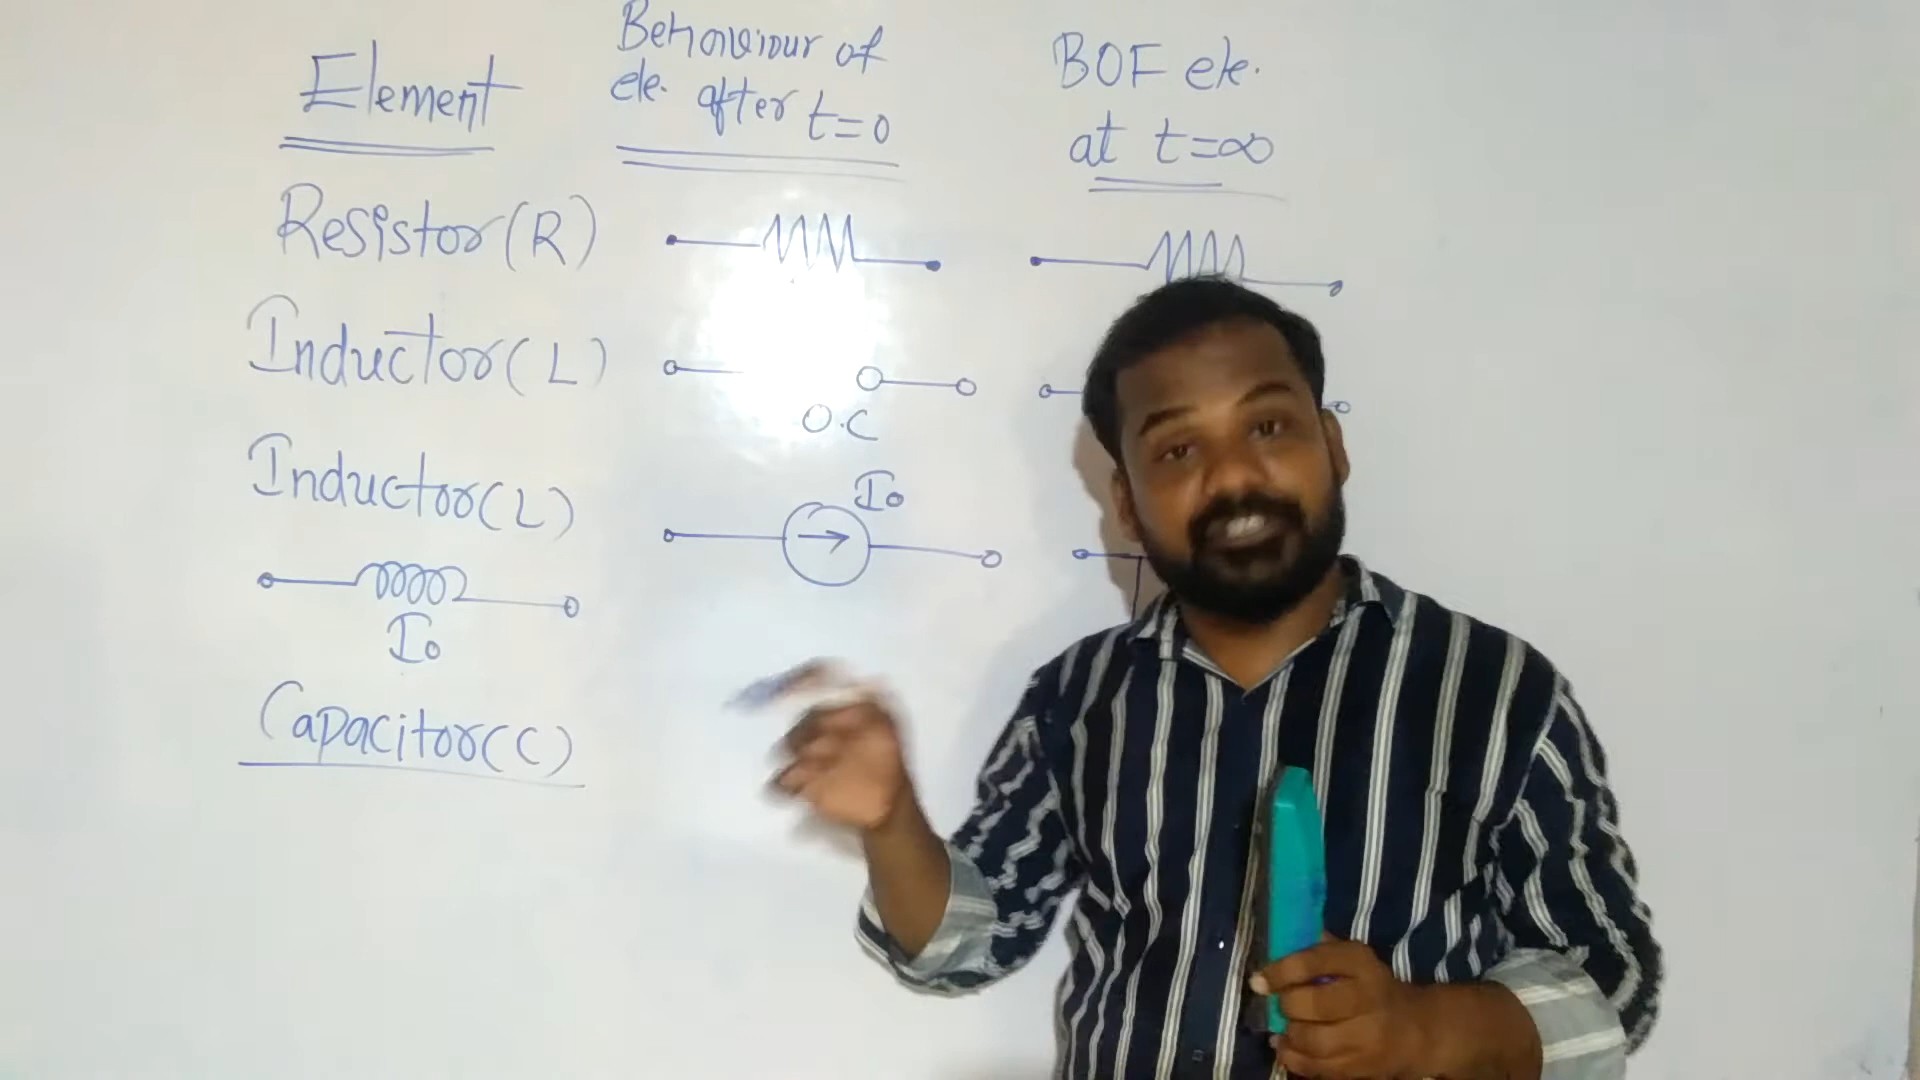 Element
Behaviour of
ele. after t=0
BOF ele.
at t=∞
Resistor(R)
Inductor(L)
O.C
Inductor(L)
Io
Io
Capacitor(C)